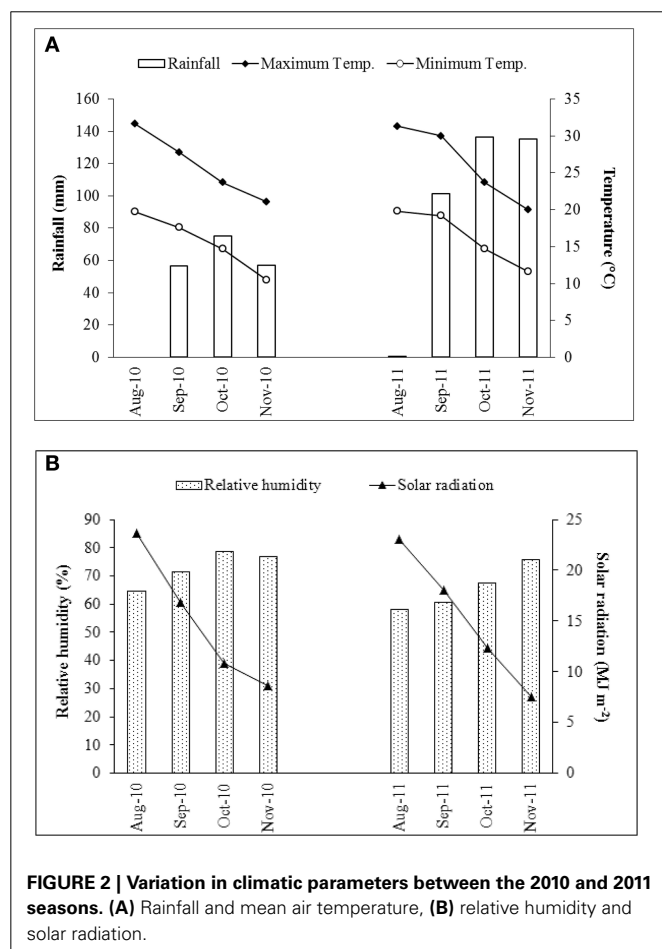 A
Rainfall Maximum Temp. Minimum Temp.
160
140
120
100
80
60
40
20
0
Rainfall (mm)
35
30
25
20
15
10
5
0
Temperature (°C)
Aug-10
Sep-10
Oct-10
Nov-10
Aug-11
Sep-11
Oct-11
Nov-11
B
Relative humidity Solar radiation
90
80
70
60
50
40
30
20
10
0
Relative humidity (%)
25
20
15
10
5
0
Solar radiation (MJ m-2)
Aug-10
Sep-10
Oct-10
Nov-10
Aug-11
Sep-11
Oct-11
Nov-11
FIGURE 2 | Variation in climatic parameters between the 2010 and 2011
seasons. (A) Rainfall and mean air temperature, (B) relative humidity and
solar radiation.